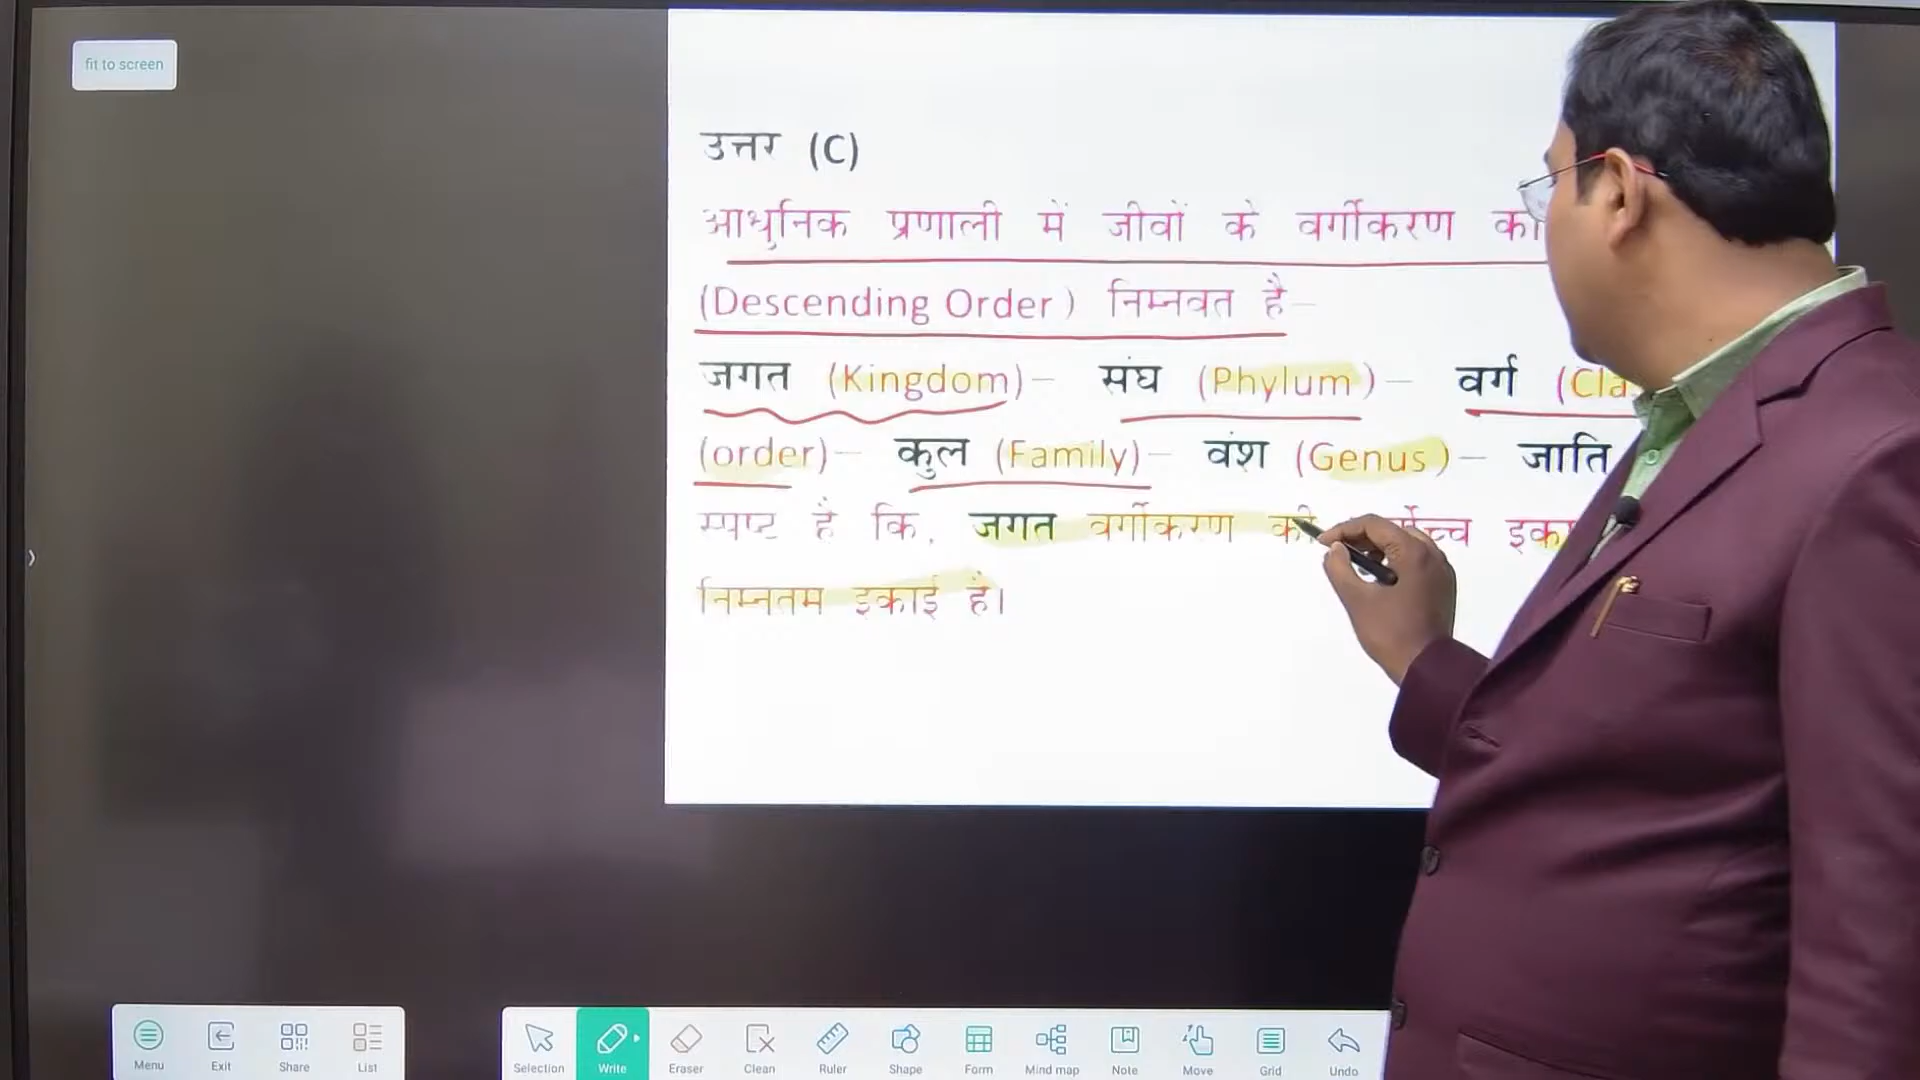 fit to screen
उत्तर (C)
आधुनिक प्रणाली में जीवों के वर्गीकरण का
(Descending Order ) निम्नवत है–
जगत (Kingdom)– संघ (Phylum)– वर्ग
(order)– कुल (Family)– वंश (Genus)– जाति
स्पष्ट है कि, जगत वर्गीकरण की
निम्नतम इकाई है।
Menu Exit Share List Selection Write Eraser Clean Ruler Shape Form Mind map Note Move Grid Undo